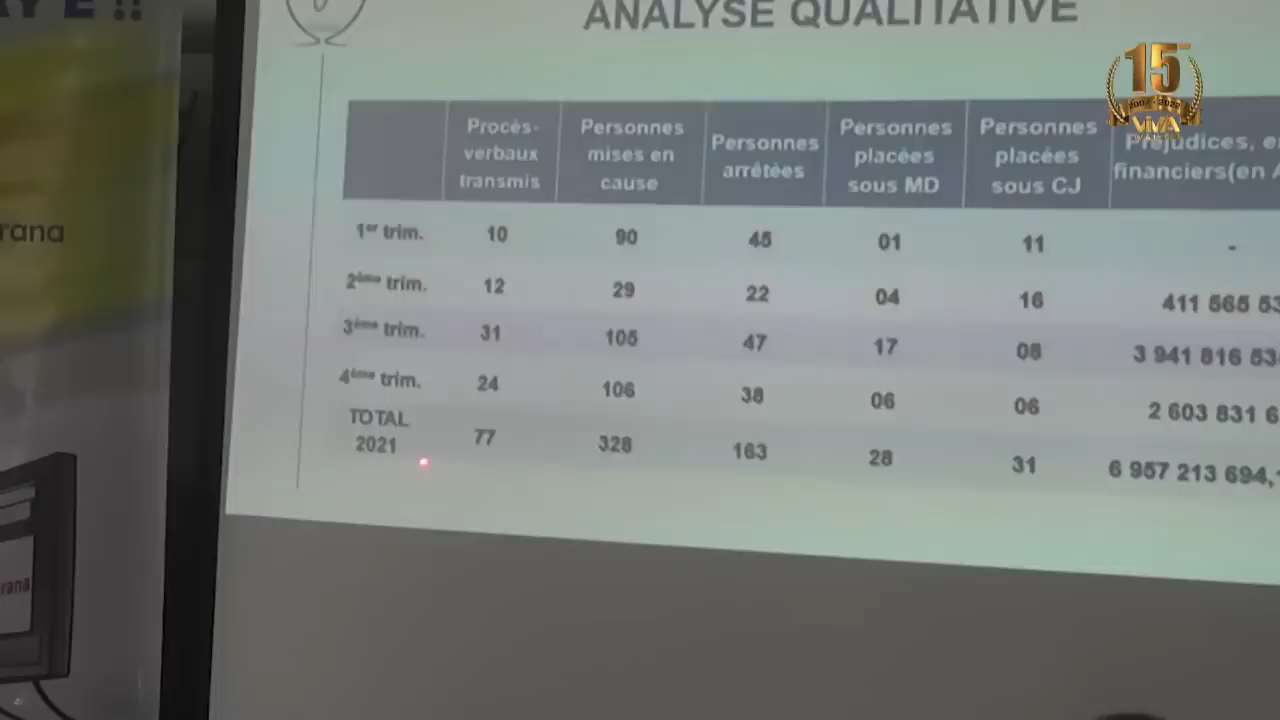 ANALYSE QUALITATIVE
15
2007 - 2022
VIVA
Procès-verbaux transmis Personnes mises en cause Personnes arrêtées Personnes placées sous MD Personnes placées sous CJ Préjudices, financiers(en
1er trim. 10 90 45 01 11 -
2ème trim. 12 29 22 04 16 411 565 53
3ème trim. 31 105 47 17 08 3 941 816 53
4ème trim. 24 106 38 06 06 2 603 831 6
TOTAL 2021 77 328 163 28 31 6 957 213 694,
rana
rana